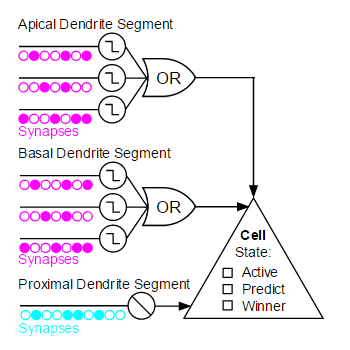 Apical Dendrite Segment
OR
Synapses
Basal Dendrite Segment
OR
Synapses
Cell
State:
Active
Predict
Winner
Proximal Dendrite Segment
Synapses